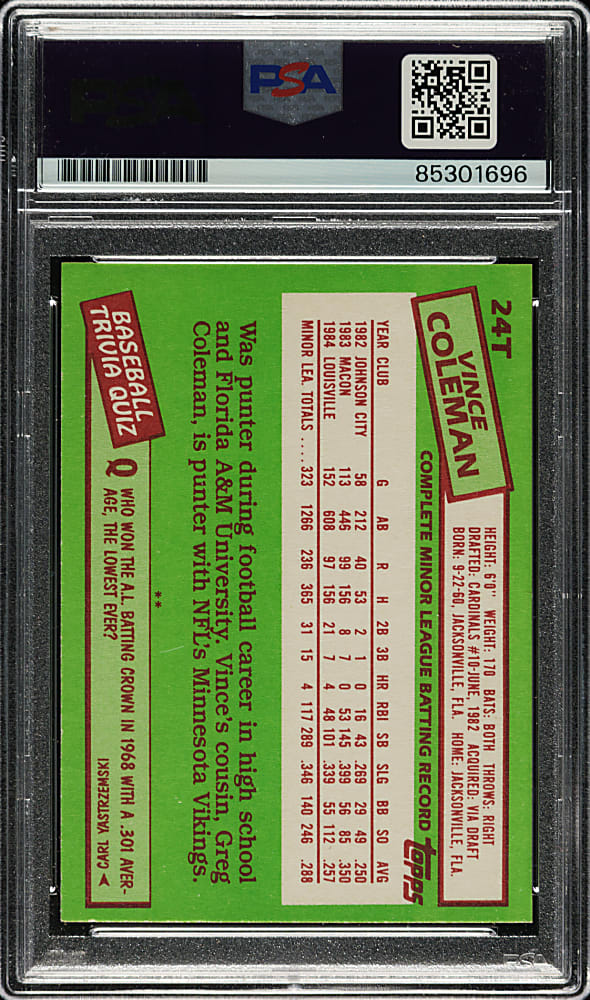 PSA
85301696
24T
VINCE
COLEMAN
HEIGHT: 6'0" WEIGHT: 170 BATS: BOTH THROWS: RIGHT
DRAFTED: CARDINALS #10-JUNE, 1982 ACQUIRED: VIA DRAFT
BORN: 9-22-60, JACKSONVILLE, FLA. HOME: JACKSONVILLE, FLA.
COMPLETE MINOR LEAGUE BATTING RECORD topps
YEAR CLUB G AB R H 2B 3B HR RBI SB SLG BB SO AVG
1982 JOHNSON CITY 58 212 40 53 2 1 0 16 43 .269 29 49 .250
1983 MACON 113 446 99 156 8 7 0 53 145 .399 56 85 .350
1984 LOUISVILLE 152 608 97 156 21 7 4 48 101 .339 55 112 .257
MINOR LEA. TOTALS .... 323 1266 236 365 31 15 4 117 289 .346 140 246 .288
Was punter during football career in high school
and Florida A&M University. Vince's cousin, Greg
Coleman, is punter with NFL's Minnesota Vikings.
**
BASEBALL
TRIVIA QUIZ
Q WHO WON THE A.L. BATTING CROWN IN 1968 WITH A .301 AVER-
AGE, THE LOWEST EVER?
CARL YASTRZEMSKI
PSA